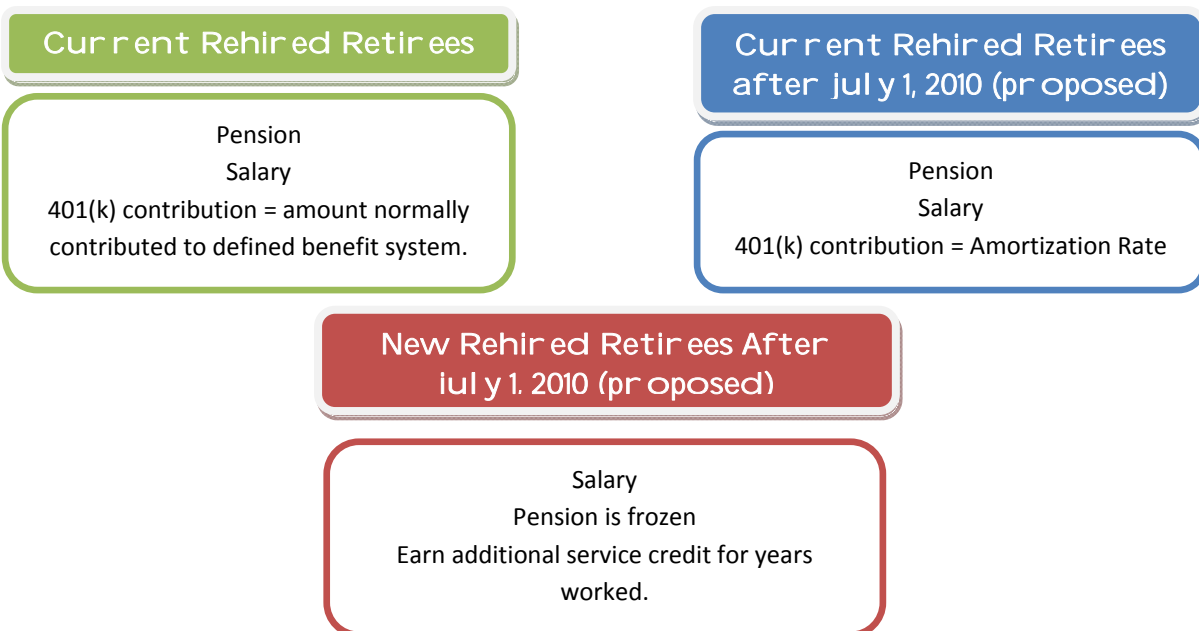 Current Rehired Retirees
Pension
Salary
401(k) contribution = amount normally
contributed to defined benefit system.
Current Rehired Retirees
after july 1, 2010 (proposed)
Pension
Salary
401(k) contribution = Amortization Rate
New Rehired Retirees After
july 1, 2010 (proposed)
Salary
Pension is frozen
Earn additional service credit for years
worked.